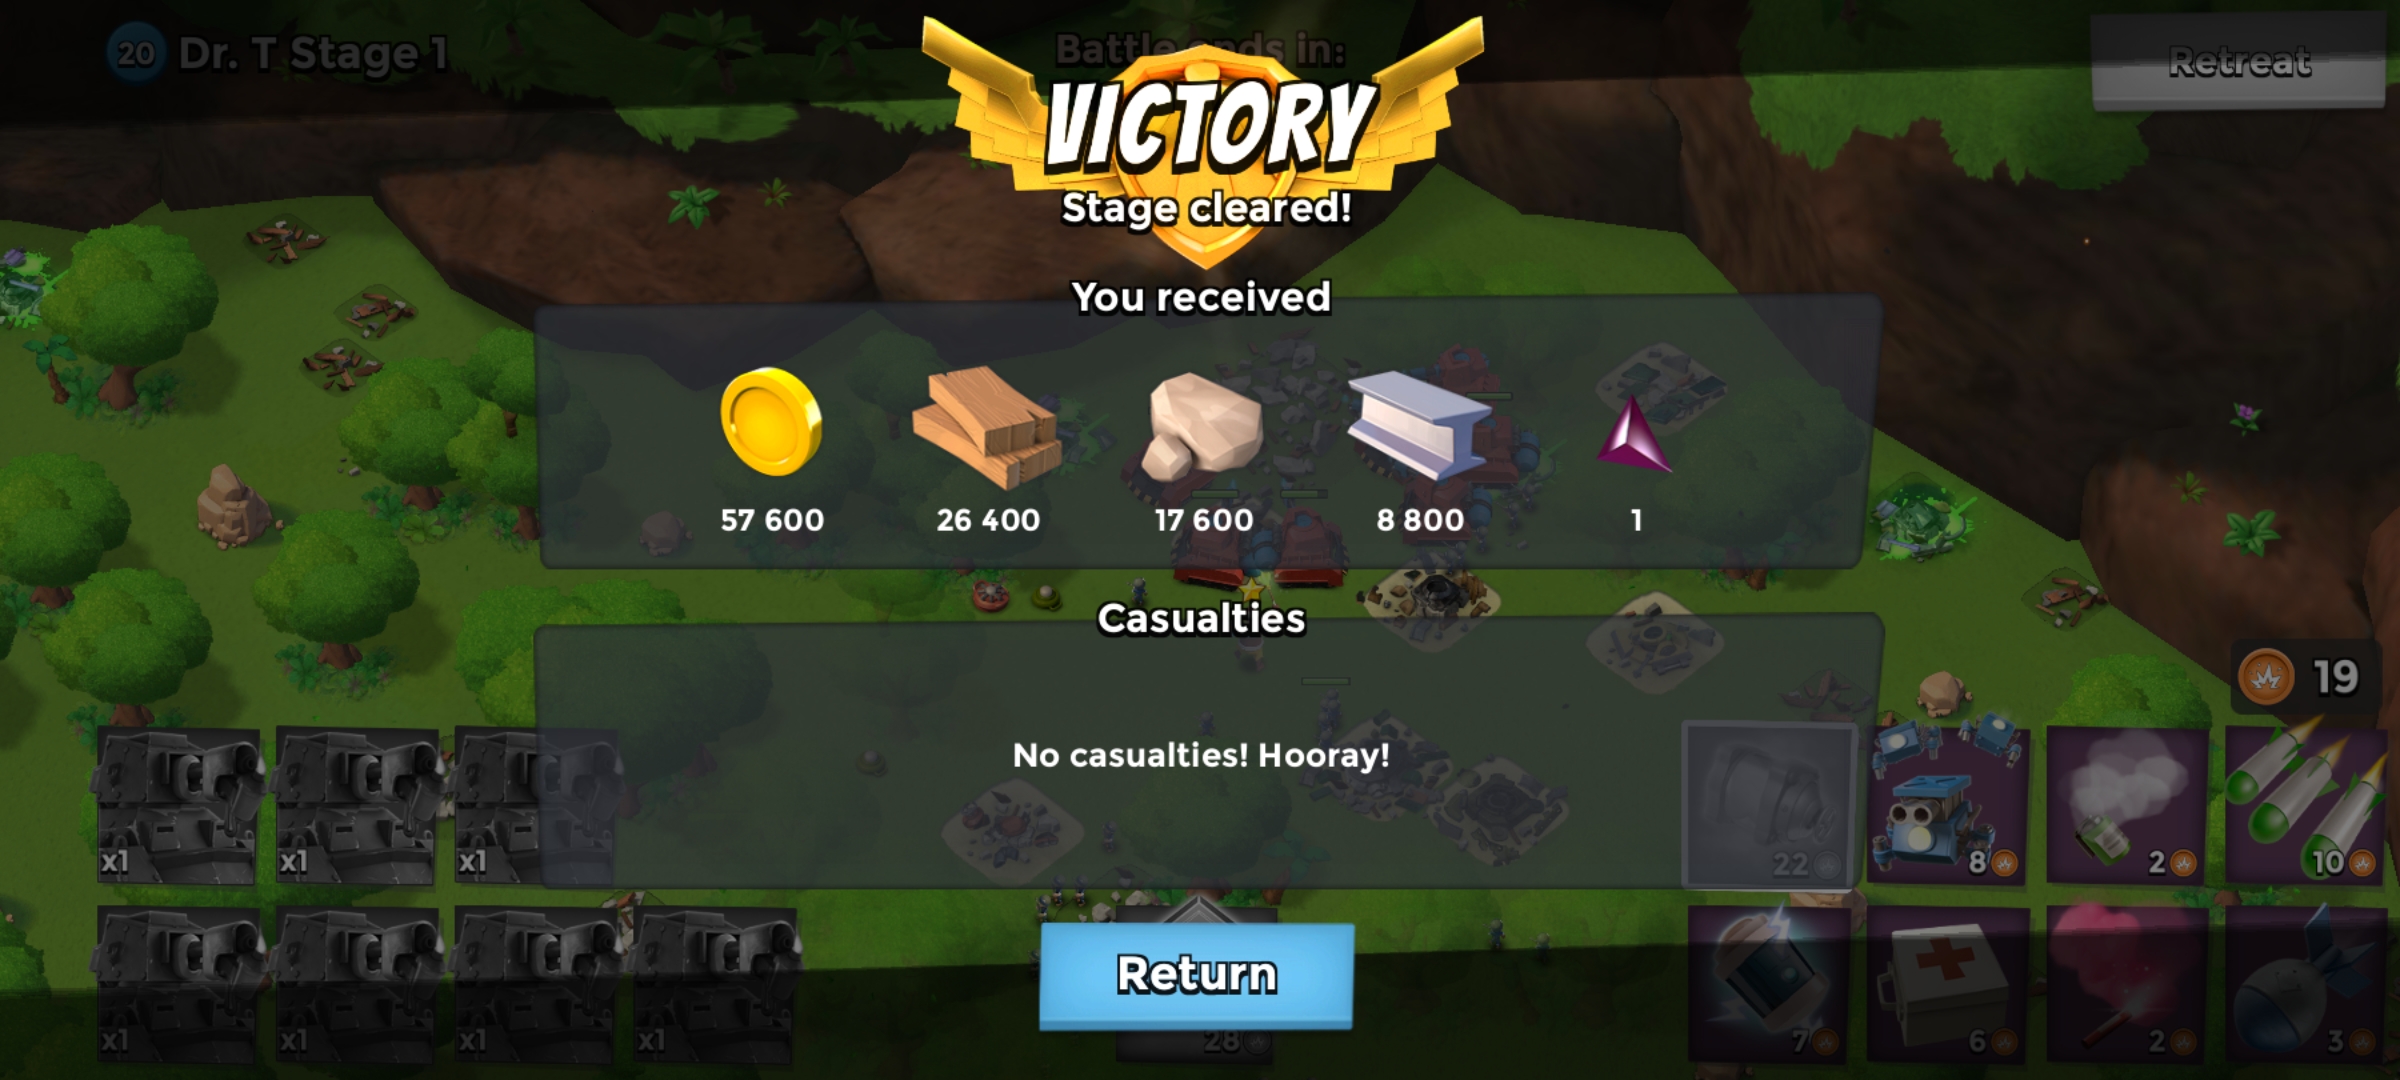 20 Dr. T Stage 1
Battle ends in:
Retreat
VICTORY
Stage cleared!
You received
57 600
26 400
17 600
8 800
1
Casualties
No casualties! Hooray!
19
x1
x1
x1
22
8
2
10
Return
x1
x1
x1
x1
28
7
6
2
3